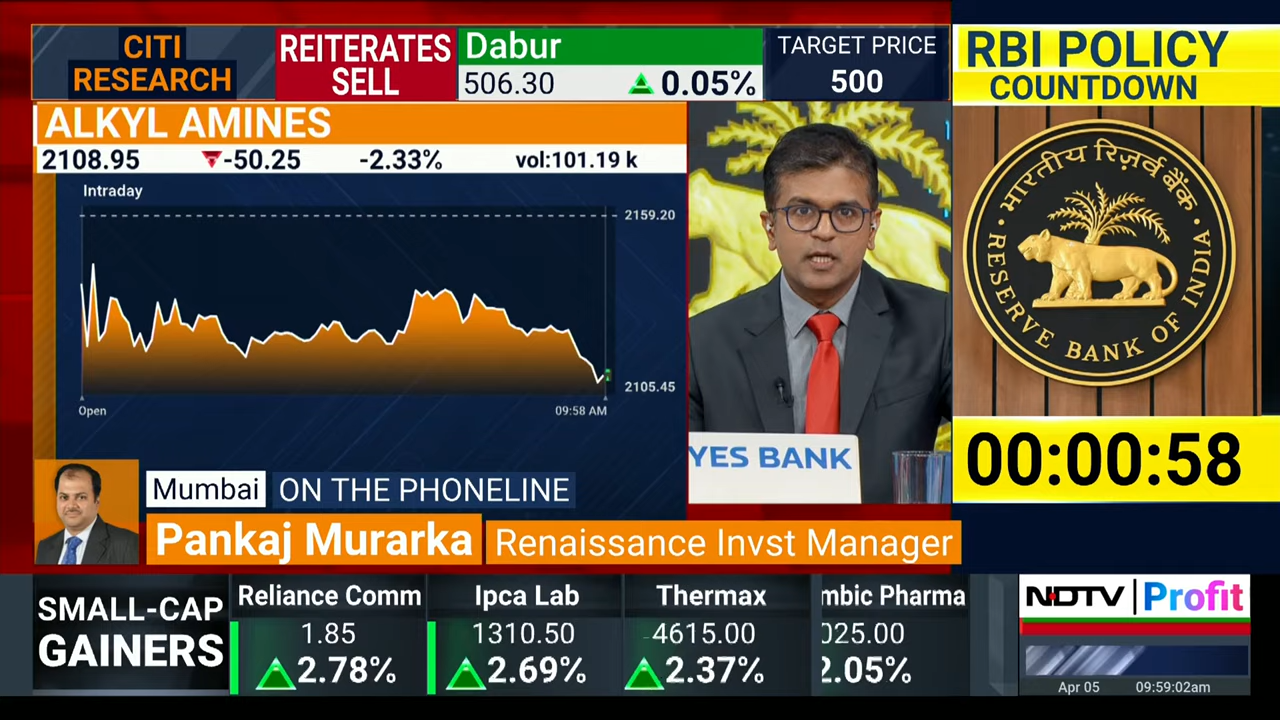 CITI
RESEARCH
REITERATES
SELL
Dabur
506.30
0.05%
TARGET PRICE
500
RBI POLICY
COUNTDOWN
ALKYL AMINES
2108.95
-50.25
-2.33%
vol:101.19 k
Intraday
2159.20
2105.45
Open
09:58 AM
YES BANK
भारतीय रिज़र्व बैंक
RESERVE BANK OF INDIA
00:00:58
Mumbai
ON THE PHONELINE
Pankaj Murarka
Renaissance Invst Manager
SMALL-CAP
GAINERS
Reliance Comm
1.85
2.78%
Ipca Lab
1310.50
2.69%
Thermax
4615.00
2.37%
mbic Pharma
025.00
2.05%
NDTV Profit
Apr 05
09:59:02am